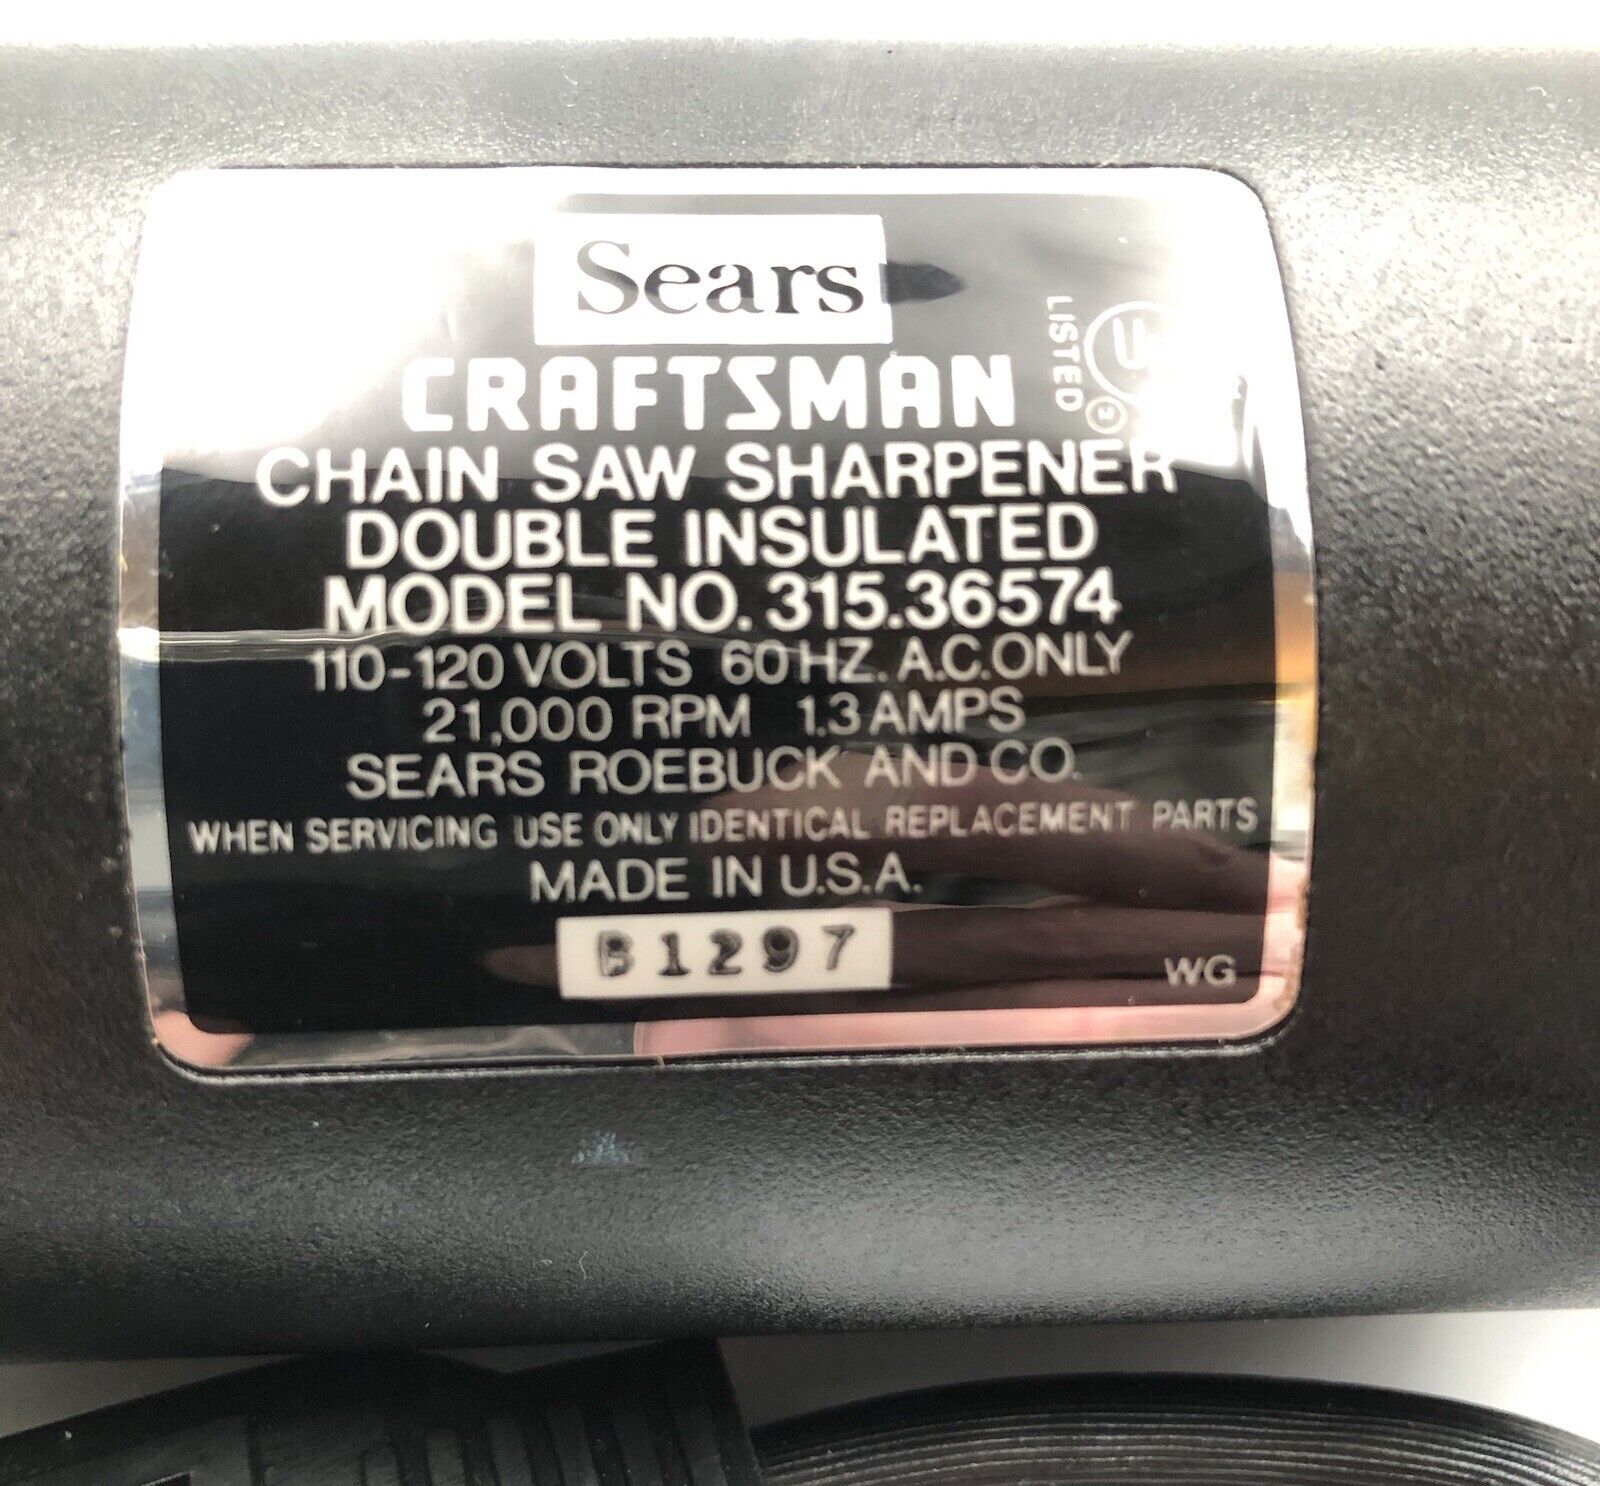 Sears
CRAFTSMAN
LISTED
CHAIN SAW SHARPENER
DOUBLE INSULATED
MODEL NO. 315.36574
110-120 VOLTS 60 HZ. A.C. ONLY
21,000 RPM 1.3 AMPS
SEARS ROEBUCK AND CO.
WHEN SERVICING USE ONLY IDENTICAL REPLACEMENT PARTS
MADE IN U.S.A.
B1297
WG